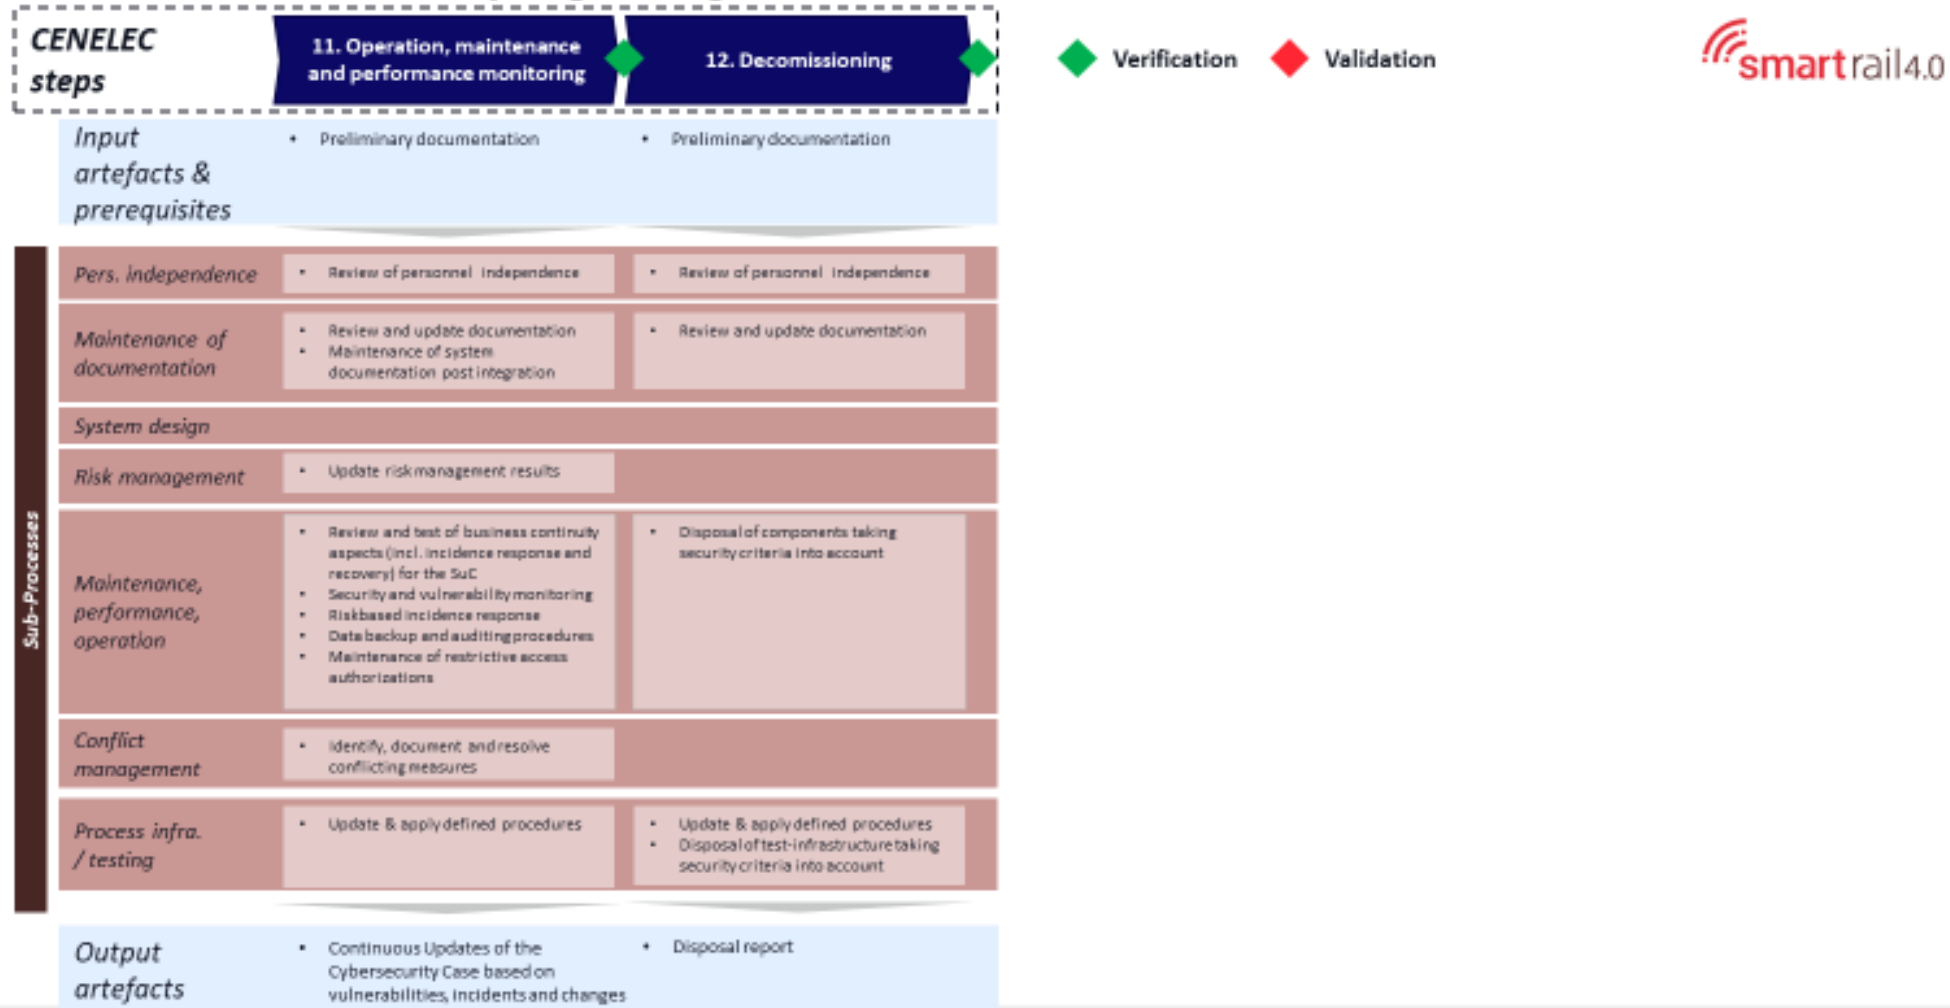 CENELEC
steps
11. Operation, maintenance
and performance monitoring
12. Decomissioning
Verification
Validation
smartrail4.0
Input
artefacts &
prerequisites
• Preliminary documentation
• Preliminary documentation
Sub-Processes
Pers. independence
• Review of personnel independence
• Review of personnel independence
Maintenance of
documentation
• Review and update documentation
• Maintenance of system
documentation post integration
• Review and update documentation
System design
Risk management
• Update risk management results
Maintenance,
performance,
operation
• Review and test of business continuity
aspects (incl. incidence response and
recovery) for the SuC
• Security and vulnerability monitoring
• Riskbased incidence response
• Data backup and auditing procedures
• Maintenance of restrictive access
authorizations
• Disposal of components taking
security criteria into account
Conflict
management
• Identify, document and resolve
conflicting measures
Process infra.
/ testing
• Update & apply defined procedures
• Update & apply defined procedures
• Disposal of test-infrastructure taking
security criteria into account
Output
artefacts
• Continuous Updates of the
Cybersecurity Case based on
vulnerabilities, incidents and changes
• Disposal report